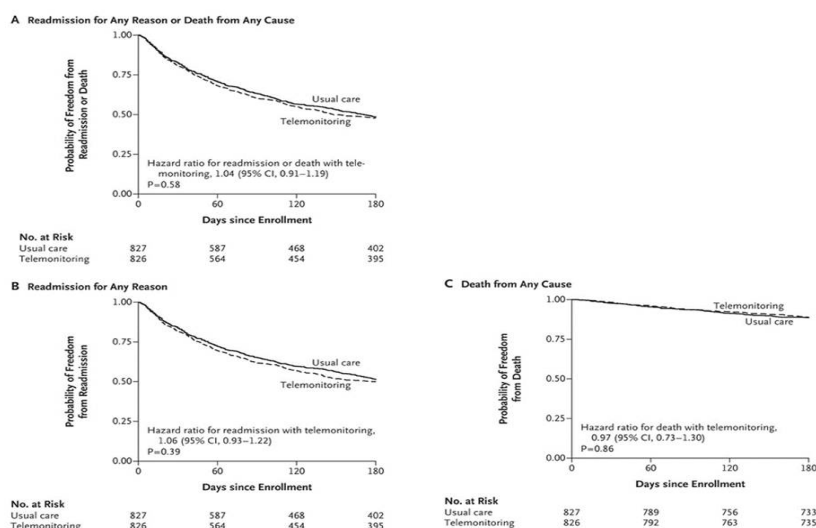 A Readmission for Any Reason or Death from Any Cause
Probability of Freedom from
Readmission or Death
1.00
0.75
0.50
0.25
0.00
Usual care
Telemonitoring
Hazard ratio for readmission or death with tele-
monitoring, 1.04 (95% CI, 0.91–1.19)
P=0.58
0 60 120 180
Days since Enrollment
No. at Risk
Usual care 827 587 468 402
Telemonitoring 826 564 454 395
B Readmission for Any Reason
Probability of Freedom
from Readmission
1.00
0.75
0.50
0.25
0.00
Usual care
Telemonitoring
Hazard ratio for readmission with telemonitoring,
1.06 (95% CI, 0.93–1.22)
P=0.39
0 60 120 180
Days since Enrollment
No. at Risk
Usual care 827 587 468 402
Telemonitoring 826 564 454 395
C Death from Any Cause
Probability of Freedom
from Death
1.00
0.75
0.50
0.25
0.00
Telemonitoring
Usual care
Hazard ratio for death with telemonitoring,
0.97 (95% CI, 0.73–1.30)
P=0.86
0 60 120 180
Days since Enrollment
No. at Risk
Usual care 827 789 756 733
Telemonitoring 826 792 763 735